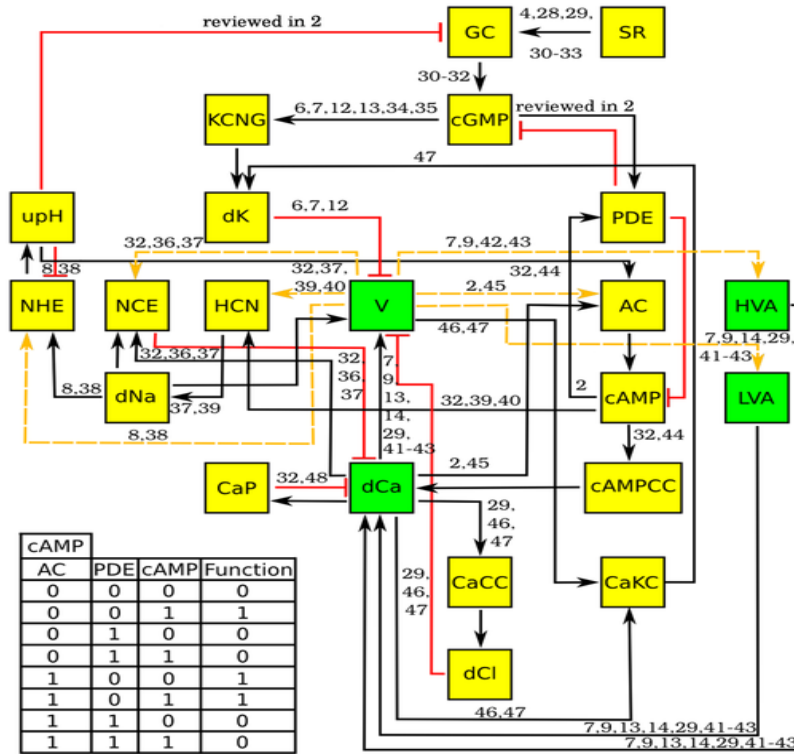 reviewed in 2
GC
4,28,29,
30-33
SR
30-32
KCNG
6,7,12,13,34,35
cGMP
reviewed in 2
47
upH
dK
6,7,12
PDE
32,36,37
7,9,42,43
8,38
32,37,
39,40
32,44
2,45
NHE
NCE
HCN
V
AC
HVA
46,47
7,9,14,29,
41-43
32,36,37
32,
36,
37
7,
9,
13,
14,
29,
41-43
8,38
dNa
37,39
32,39,40
2
cAMP
LVA
8,38
32,44
CaP
32,48
dCa
2,45
cAMPCC
29,
46,
47
cAMP
AC PDE cAMP Function
0 0 0 0
0 0 1 1
0 1 0 0
0 1 1 0
1 0 0 1
1 0 1 1
1 1 0 0
1 1 1 0
29,
46,
47
CaCC
CaKC
dCl
46,47
7,9,13,14,29,41-43
7,9,13,14,29,41-43